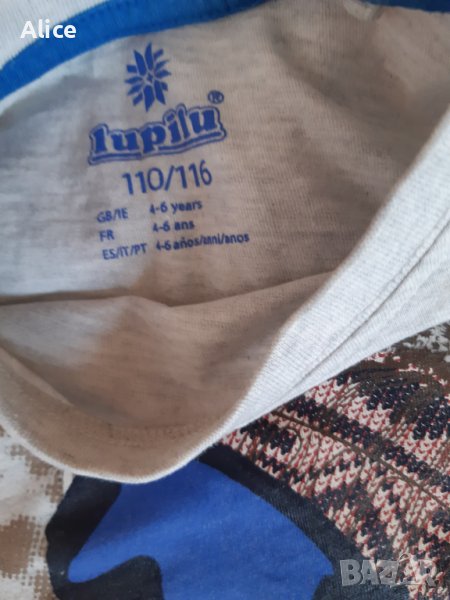 Alice
lupilu®
110/116
GB/IE 4-6 years
FR 4-6 ans
ES/IT/PT 4-6 años/anni/anos
BAZAR